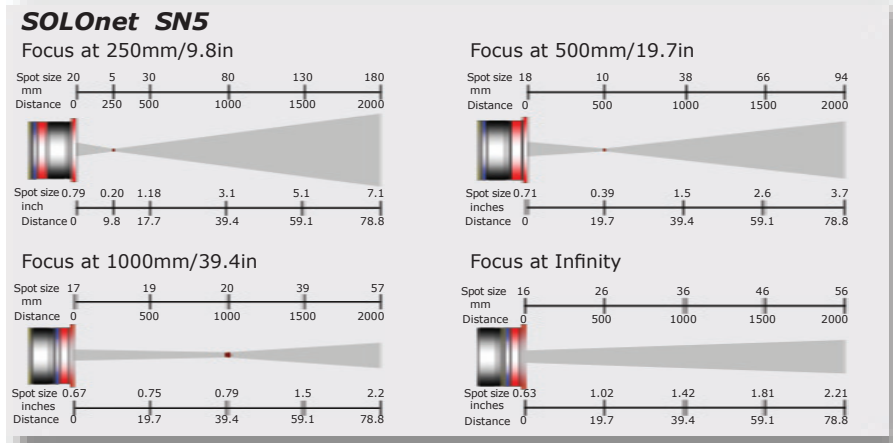 SOLOnet SN5
Focus at 250mm/9.8in
Spot size 20 5 30 80 130 180
mm
Distance 0 250 500 1000 1500 2000
Spot size 0.79 0.20 1.18 3.1 5.1 7.1
inch
Distance 0 9.8 17.7 39.4 59.1 78.8
Focus at 500mm/19.7in
Spot size 18 10 38 66 94
mm
Distance 0 500 1000 1500 2000
Spot size 0.71 0.39 1.5 2.6 3.7
inches
Distance 0 19.7 39.4 59.1 78.8
Focus at 1000mm/39.4in
Spot size 17 19 20 39 57
mm
Distance 0 500 1000 1500 2000
Spot size 0.67 0.75 0.79 1.5 2.2
inches
Distance 0 19.7 39.4 59.1 78.8
Focus at Infinity
Spot size 16 26 36 46 56
mm
Distance 0 500 1000 1500 2000
Spot size 0.63 1.02 1.42 1.81 2.21
inches
Distance 0 19.7 39.4 59.1 78.8